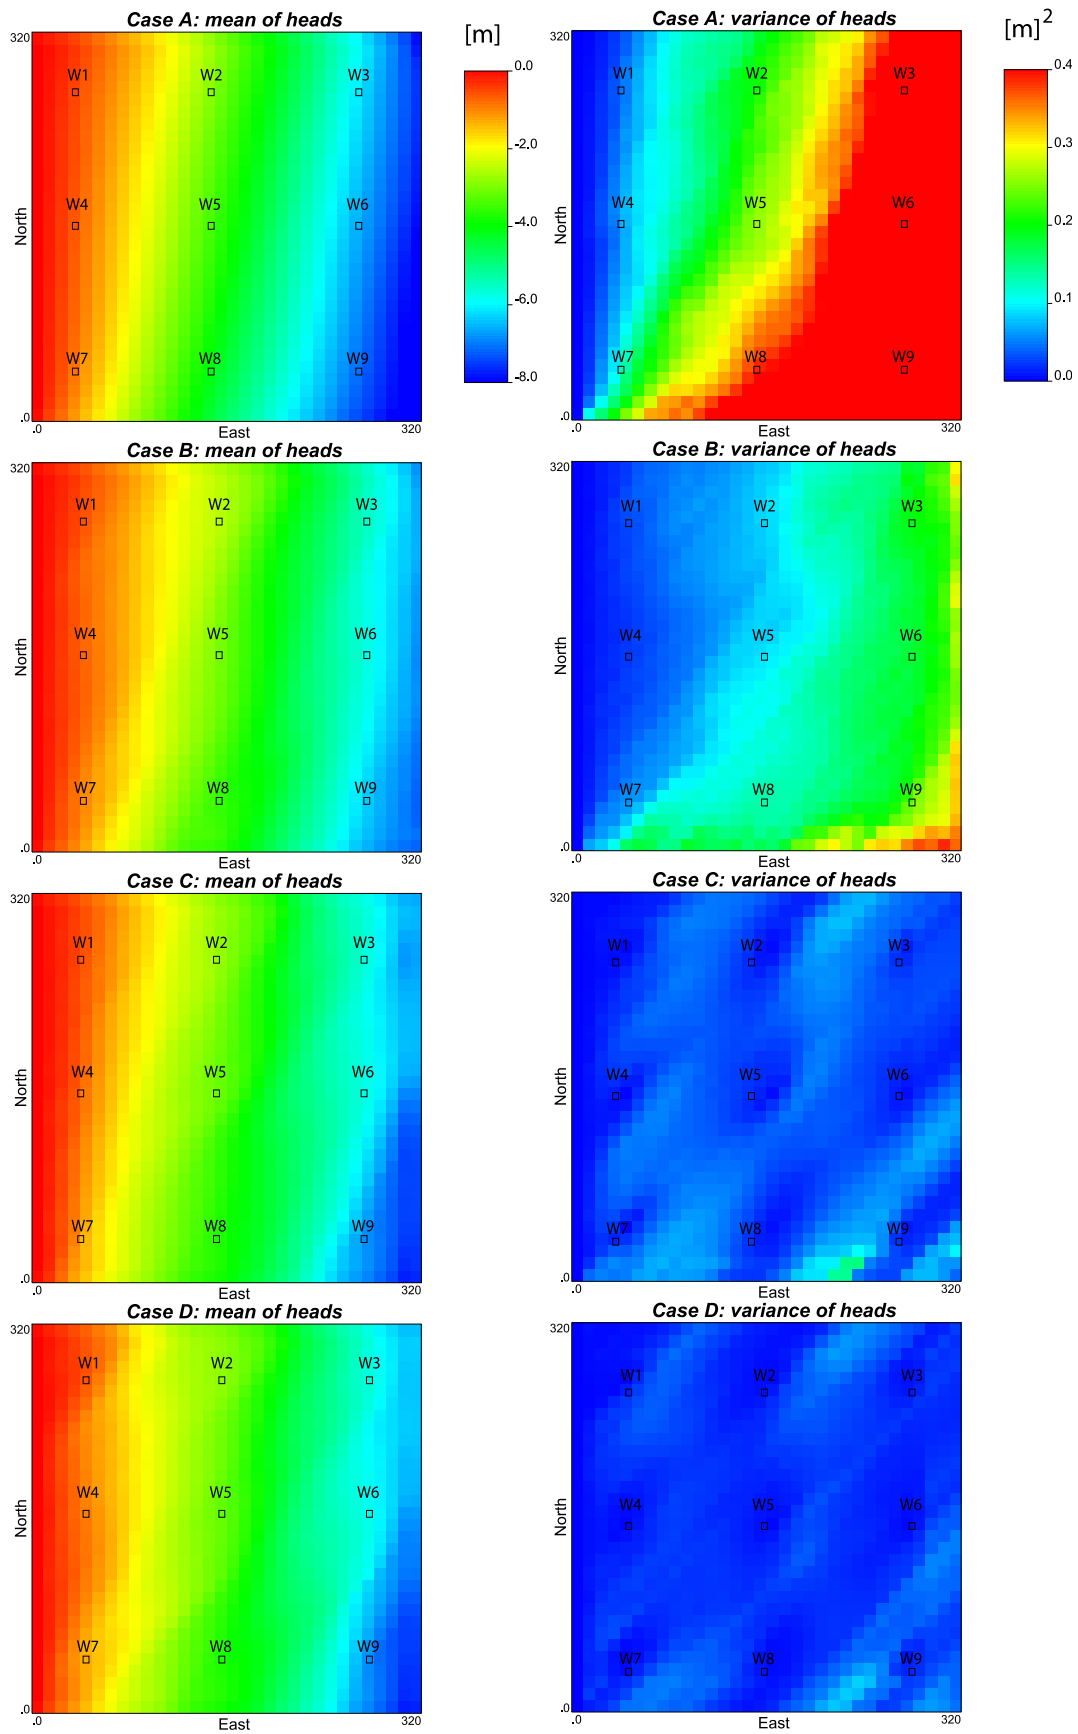 Case A: mean of heads
320
North
.0
.0
East
320
W1
W2
W3
W4
W5
W6
W7
W8
W9
[m]
0.0
-2.0
-4.0
-6.0
-8.0
Case A: variance of heads
320
North
.0
.0
East
320
W1
W2
W3
W4
W5
W6
W7
W8
W9
[m]2
0.4
0.3
0.2
0.1
0.0
Case B: mean of heads
320
North
.0
.0
East
320
W1
W2
W3
W4
W5
W6
W7
W8
W9
Case B: variance of heads
320
North
.0
.0
East
320
W1
W2
W3
W4
W5
W6
W7
W8
W9
Case C: mean of heads
320
North
.0
.0
East
320
W1
W2
W3
W4
W5
W6
W7
W8
W9
Case C: variance of heads
320
North
.0
.0
East
320
W1
W2
W3
W4
W5
W6
W7
W8
W9
Case D: mean of heads
320
North
.0
.0
East
320
W1
W2
W3
W4
W5
W6
W7
W8
W9
Case D: variance of heads
320
North
.0
.0
East
320
W1
W2
W3
W4
W5
W6
W7
W8
W9